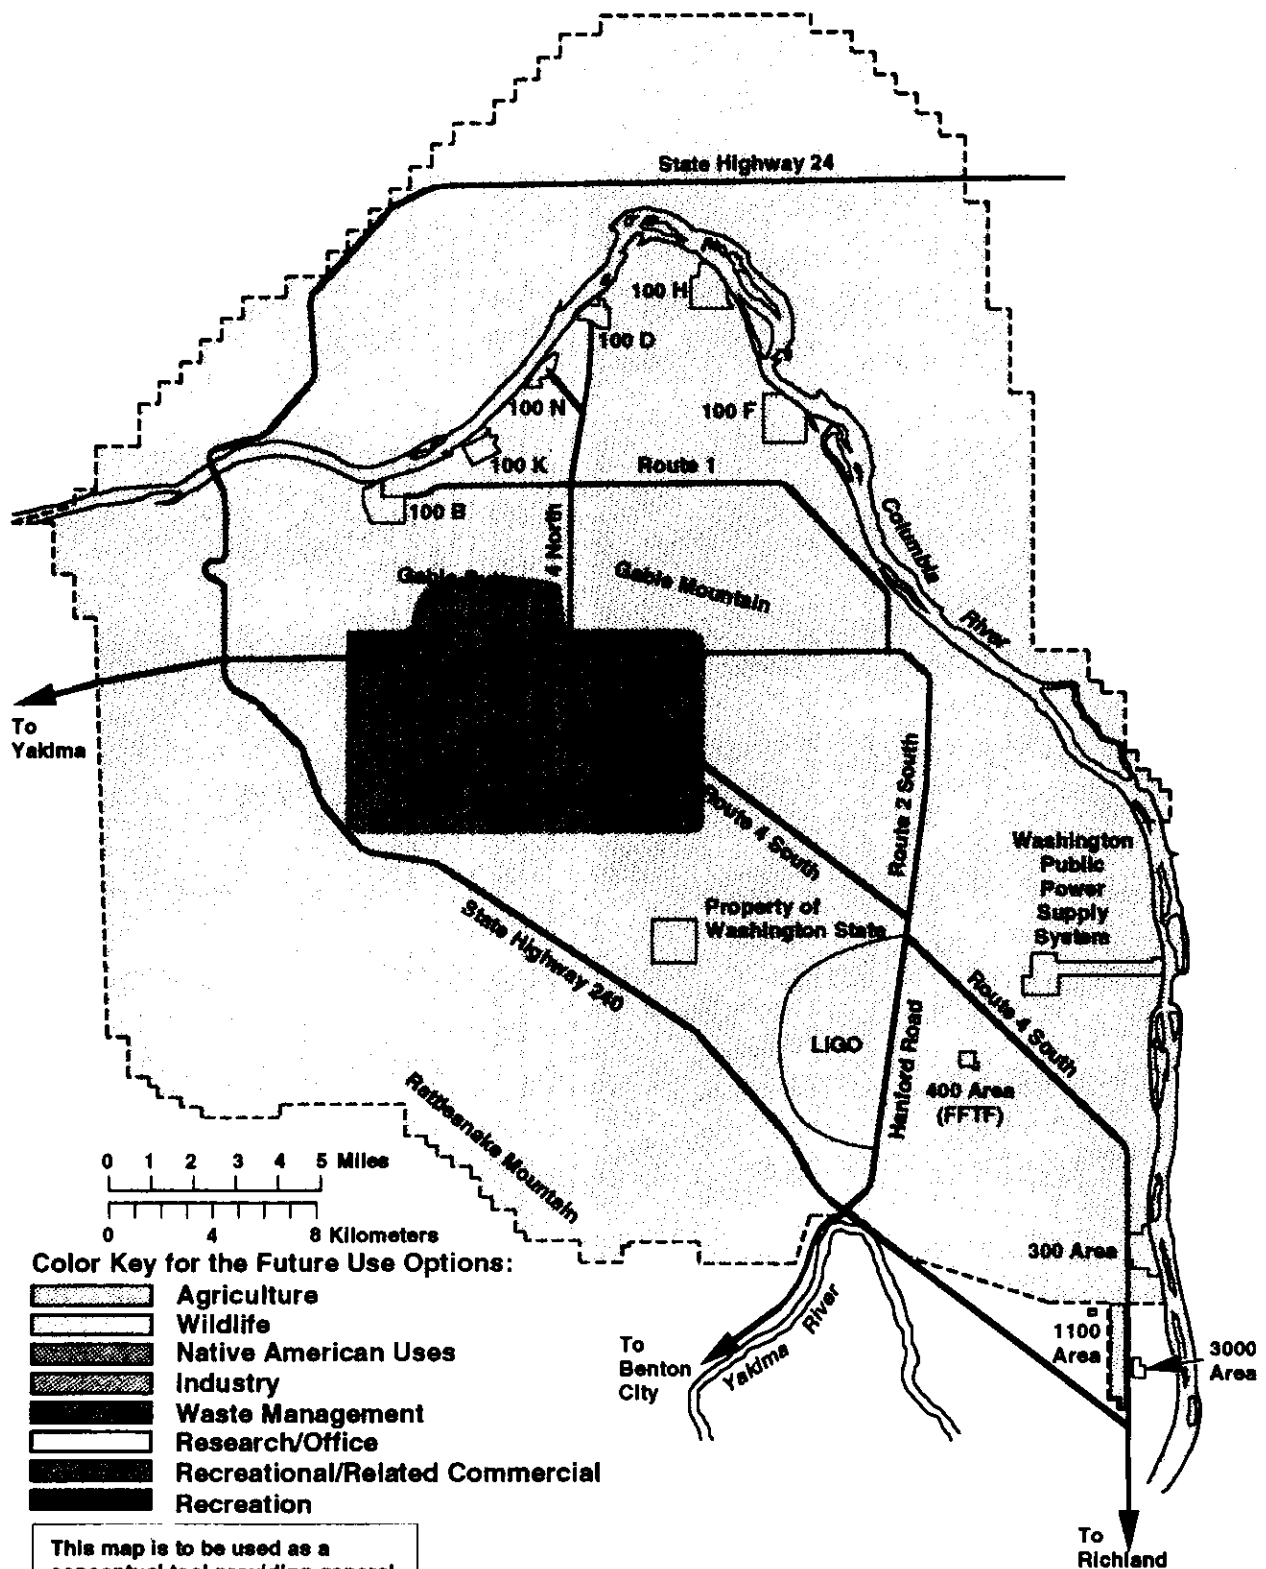 State Highway 24
100 H
100 D
100 N
100 F
100 K
Route 1
100 B
4 North
Columbia
River
Gable
Gable Mountain
To
Yakima
Route 2 South
Route 4 South
Washington
Public
Power
Supply
System
Property of
Washington State
State Highway 240
LIGO
Hanford Road
Route 4 South
400 Area
(FFTF)
Rattlesnake Mountain
0 1 2 3 4 5 Miles
0 4 8 Kilometers
300 Area
1100
Area
3000
Area
To
Benton
City
Yakima
River
To
Richland
Color Key for the Future Use Options:
Agriculture
Wildlife
Native American Uses
Industry
Waste Management
Research/Office
Recreational/Related Commercial
Recreation
This map is to be used as a